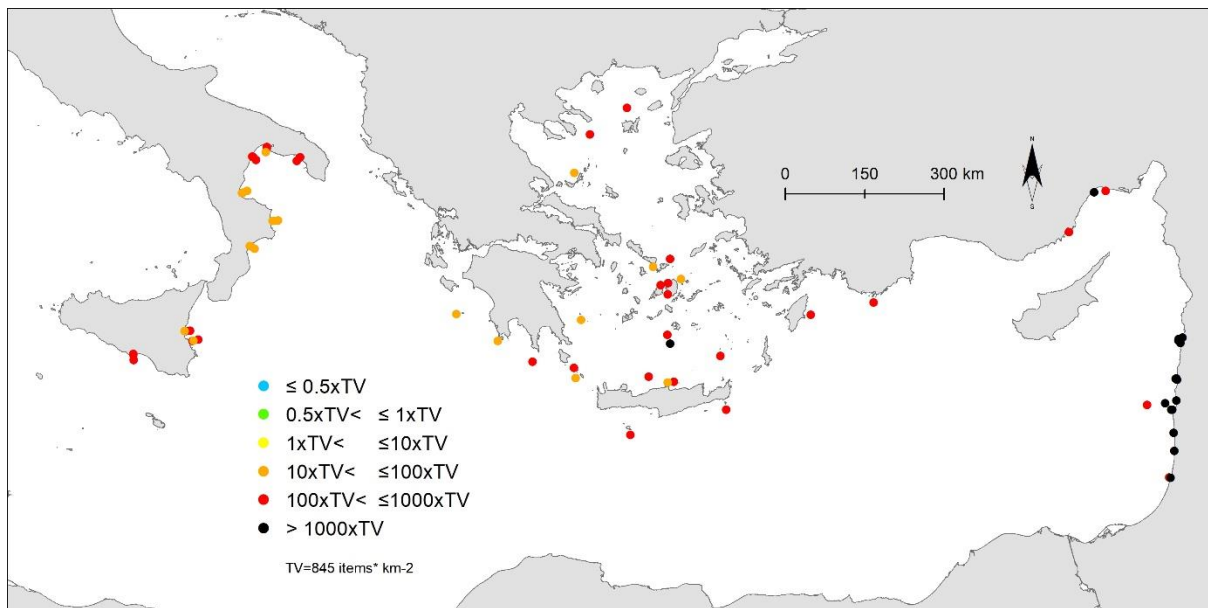 N
0 150 300 km
S
≤ 0.5xTV
0.5xTV< ≤ 1xTV
1xTV< ≤10xTV
10xTV< ≤100xTV
100xTV< ≤1000xTV
> 1000xTV
TV=845 items* km-2